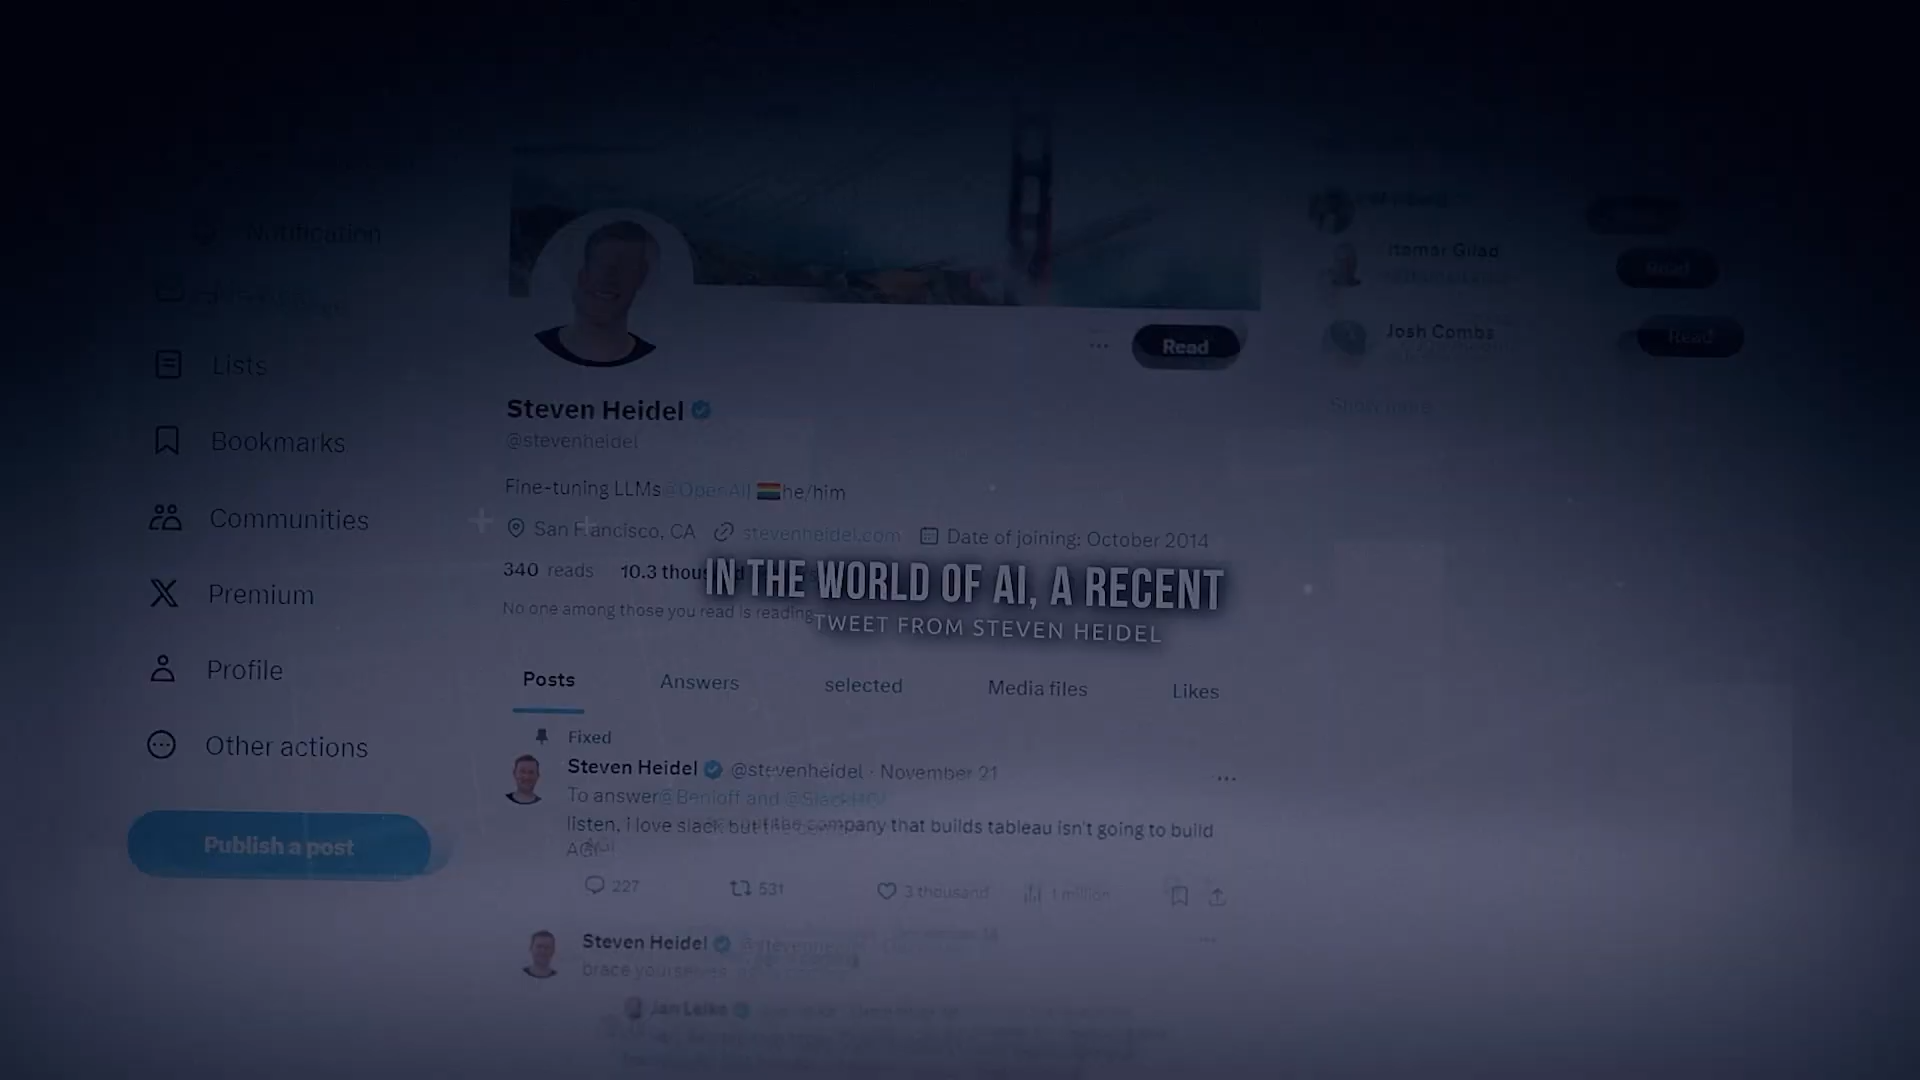 Notification
Lists
Bookmarks
Communities
Premium
Profile
Other actions
Publish a post
Read
Steven Heidel
@stevenheidel
Fine-tuning LLMs @OpenAI he/him
San Francisco, CA stevenheidel.com Date of joining: October 2014
340 reads 10.3
No one among those you read is reading
IN THE WORLD OF AI, A RECENT
TWEET FROM STEVEN HEIDEL
Posts Answers selected Media files Likes
Fixed
Steven Heidel @stevenheidel · November 21
To answer @Benioff and
listen, i love slack but the company that builds tableau isn't going to build
AGI
227 531 3 thousand 1 million
Steven Heidel
brace yourselves
Jan Leike
Itamar Gilad
Read
Josh Combs
Read
Show more